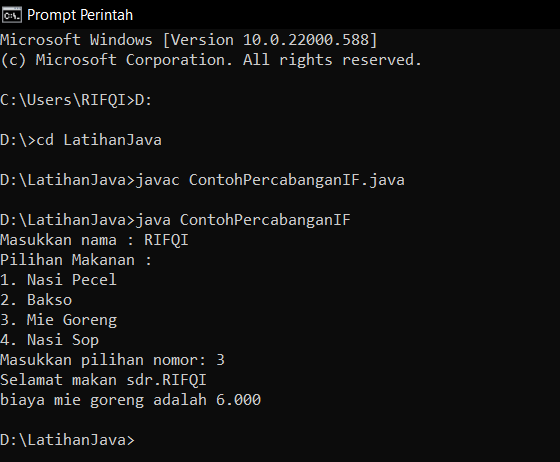 C:\. Prompt Perintah
Microsoft Windows [Version 10.0.22000.588]
(c) Microsoft Corporation. All rights reserved.
C:\Users\RIFQI>D:
D:\>cd LatihanJava
D:\LatihanJava>javac ContohPercabanganIF.java
D:\LatihanJava>java ContohPercabanganIF
Masukkan nama : RIFQI
Pilihan Makanan :
1. Nasi Pecel
2. Bakso
3. Mie Goreng
4. Nasi Sop
Masukkan pilihan nomor: 3
Selamat makan sdr.RIFQI
biaya mie goreng adalah 6.000
D:\LatihanJava>